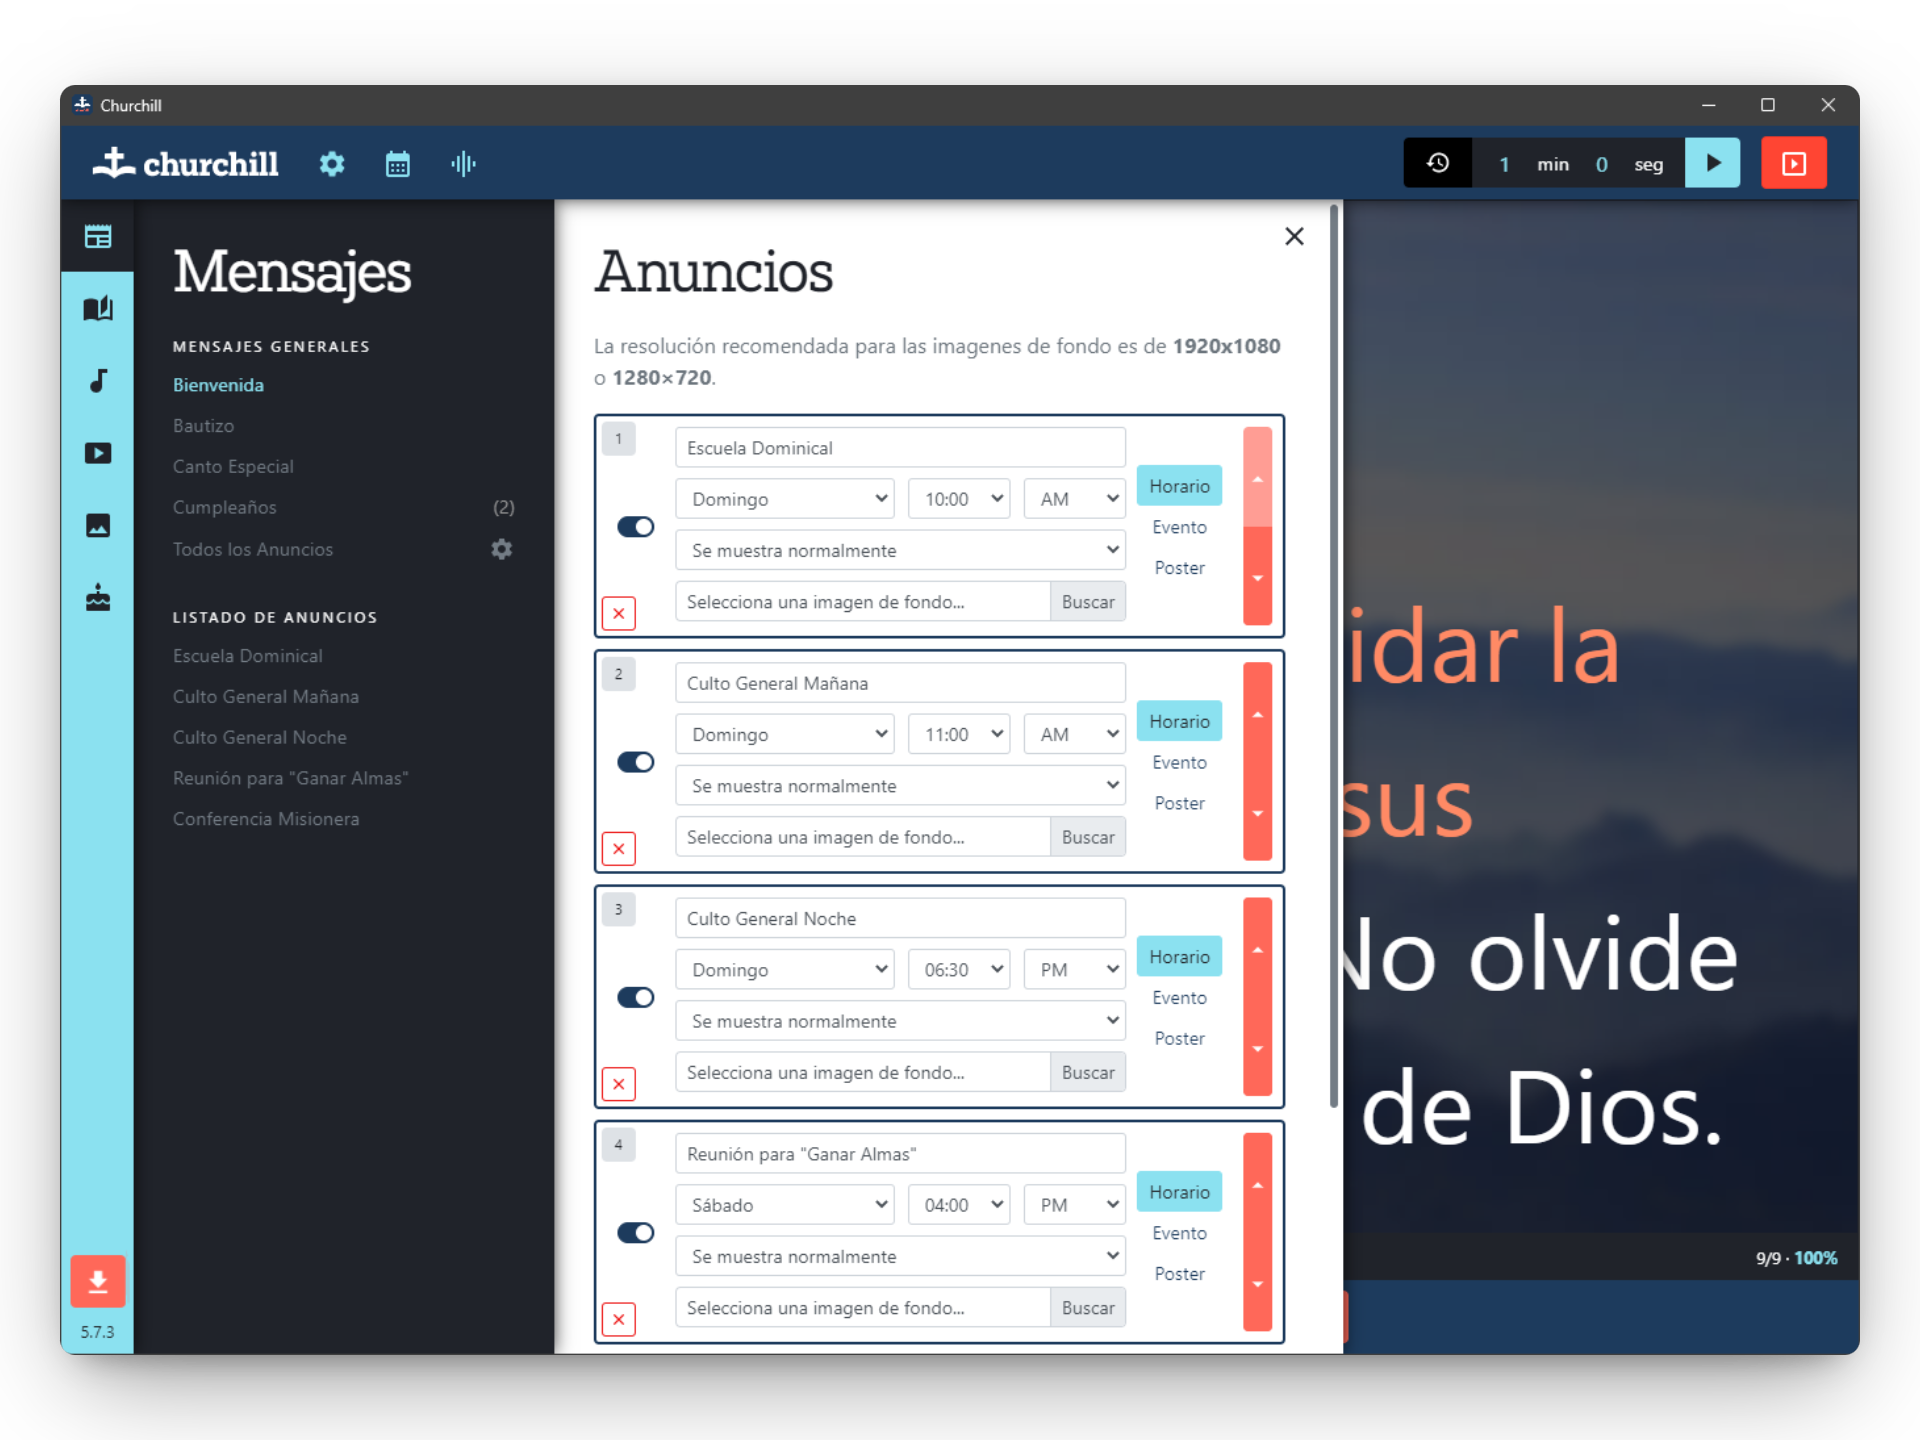 Churchill
churchill
1 min 0 seg
Mensajes
MENSAJES GENERALES
Bienvenida
Bautizo
Canto Especial
Cumpleaños (2)
Todos los Anuncios
LISTADO DE ANUNCIOS
Escuela Dominical
Culto General Mañana
Culto General Noche
Reunión para "Ganar Almas"
Conferencia Misionera
5.7.3
Anuncios
La resolución recomendada para las imagenes de fondo es de 1920x1080
o 1280×720.
1
Escuela Dominical
Domingo 10:00 AM
Se muestra normalmente
Selecciona una imagen de fondo... Buscar
Horario
Evento
Poster
2
Culto General Mañana
Domingo 11:00 AM
Se muestra normalmente
Selecciona una imagen de fondo... Buscar
Horario
Evento
Poster
3
Culto General Noche
Domingo 06:30 PM
Se muestra normalmente
Selecciona una imagen de fondo... Buscar
Horario
Evento
Poster
4
Reunión para "Ganar Almas"
Sábado 04:00 PM
Se muestra normalmente
Selecciona una imagen de fondo... Buscar
Horario
Evento
Poster
idar la
sus
No olvide
de Dios.
9/9 · 100%